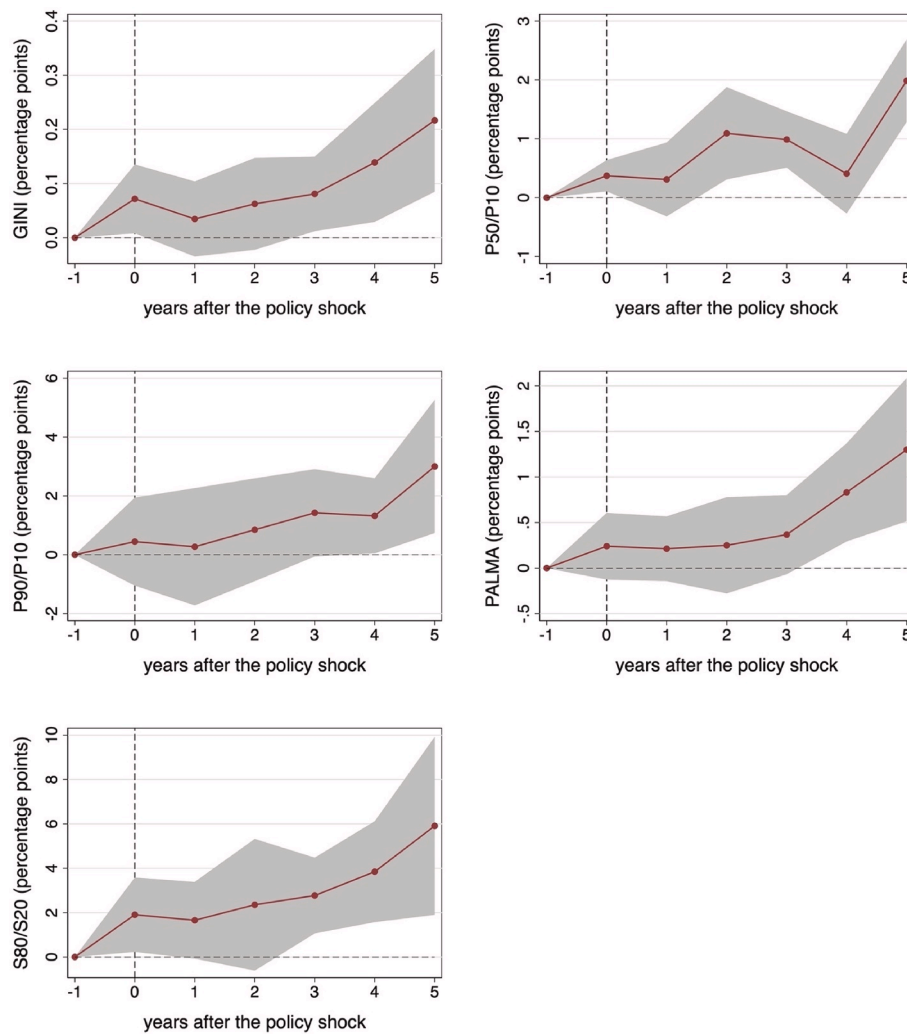 GINI (percentage points)
0.4
0.3
0.2
0.1
0.0
-1 0 1 2 3 4 5
years after the policy shock
P50/P10 (percentage points)
3
2
1
0
-1
-1 0 1 2 3 4 5
years after the policy shock
P90/P10 (percentage points)
6
4
2
0
-2
-1 0 1 2 3 4 5
years after the policy shock
PALMA (percentage points)
2
1.5
1
.5
0
-.5
-1 0 1 2 3 4 5
years after the policy shock
S80/S20 (percentage points)
10
8
6
4
2
0
-1 0 1 2 3 4 5
years after the policy shock